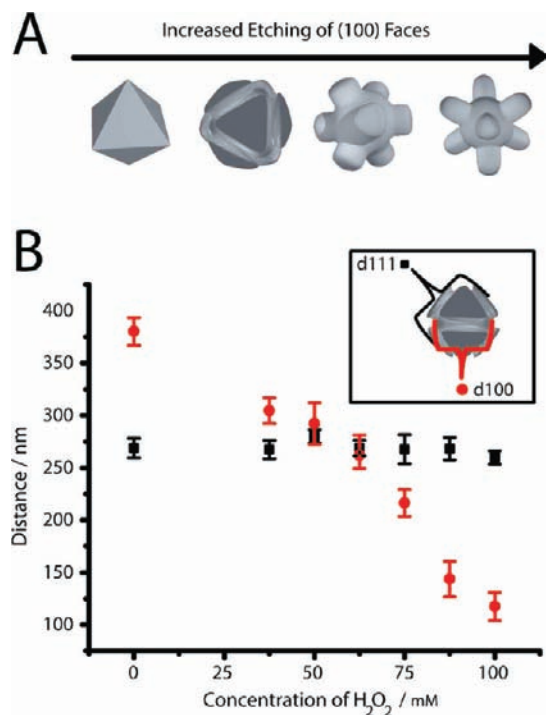 A
Increased Etching of (100) Faces
B
d111
d100
400
350
300
250
200
150
100
Distance / nm
0
25
50
75
100
Concentration of H₂O₂ / mM